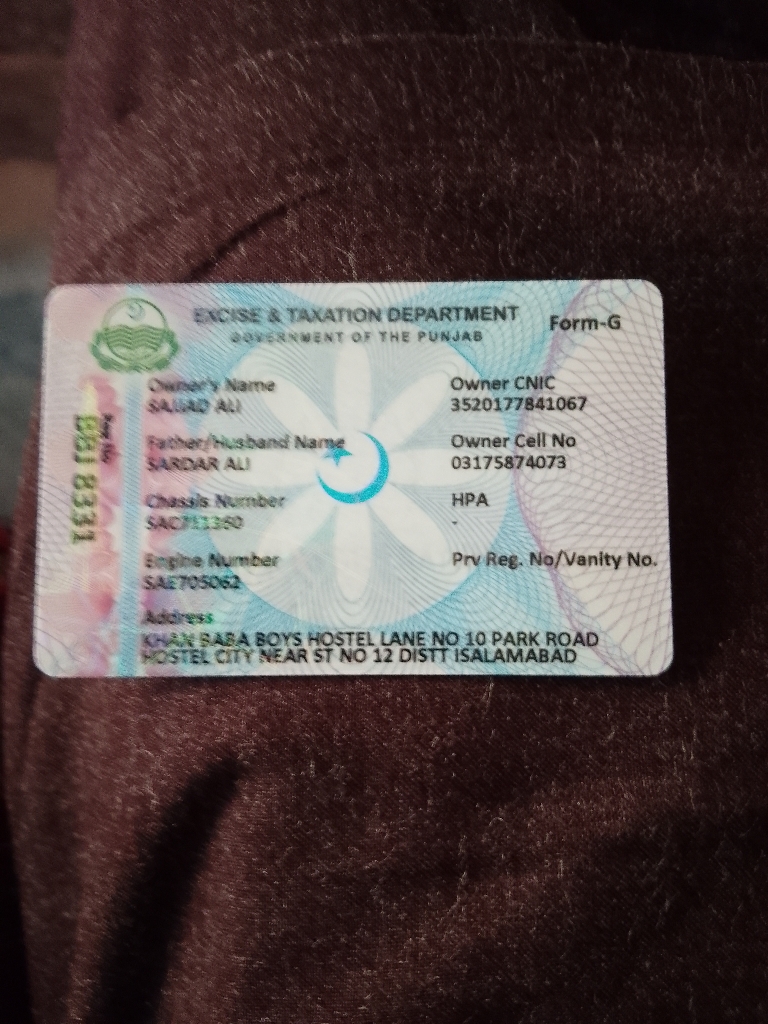 EXCISE & TAXATION DEPARTMENT
GOVERNMENT OF THE PUNJAB
Form-G
Reg No
BBJ 8331
Owner's Name
SAJJAD ALI
Owner CNIC
3520177841067
Father/Husband Name
SARDAR ALI
Owner Cell No
03175874073
Chassis Number
HPA
-
Engine Number
SAE705062
Prv Reg. No/Vanity No.
Address
KHAN BABA BOYS HOSTEL LANE NO 10 PARK ROAD
HOSTEL CITY NEAR ST NO 12 DISTT ISALAMABAD